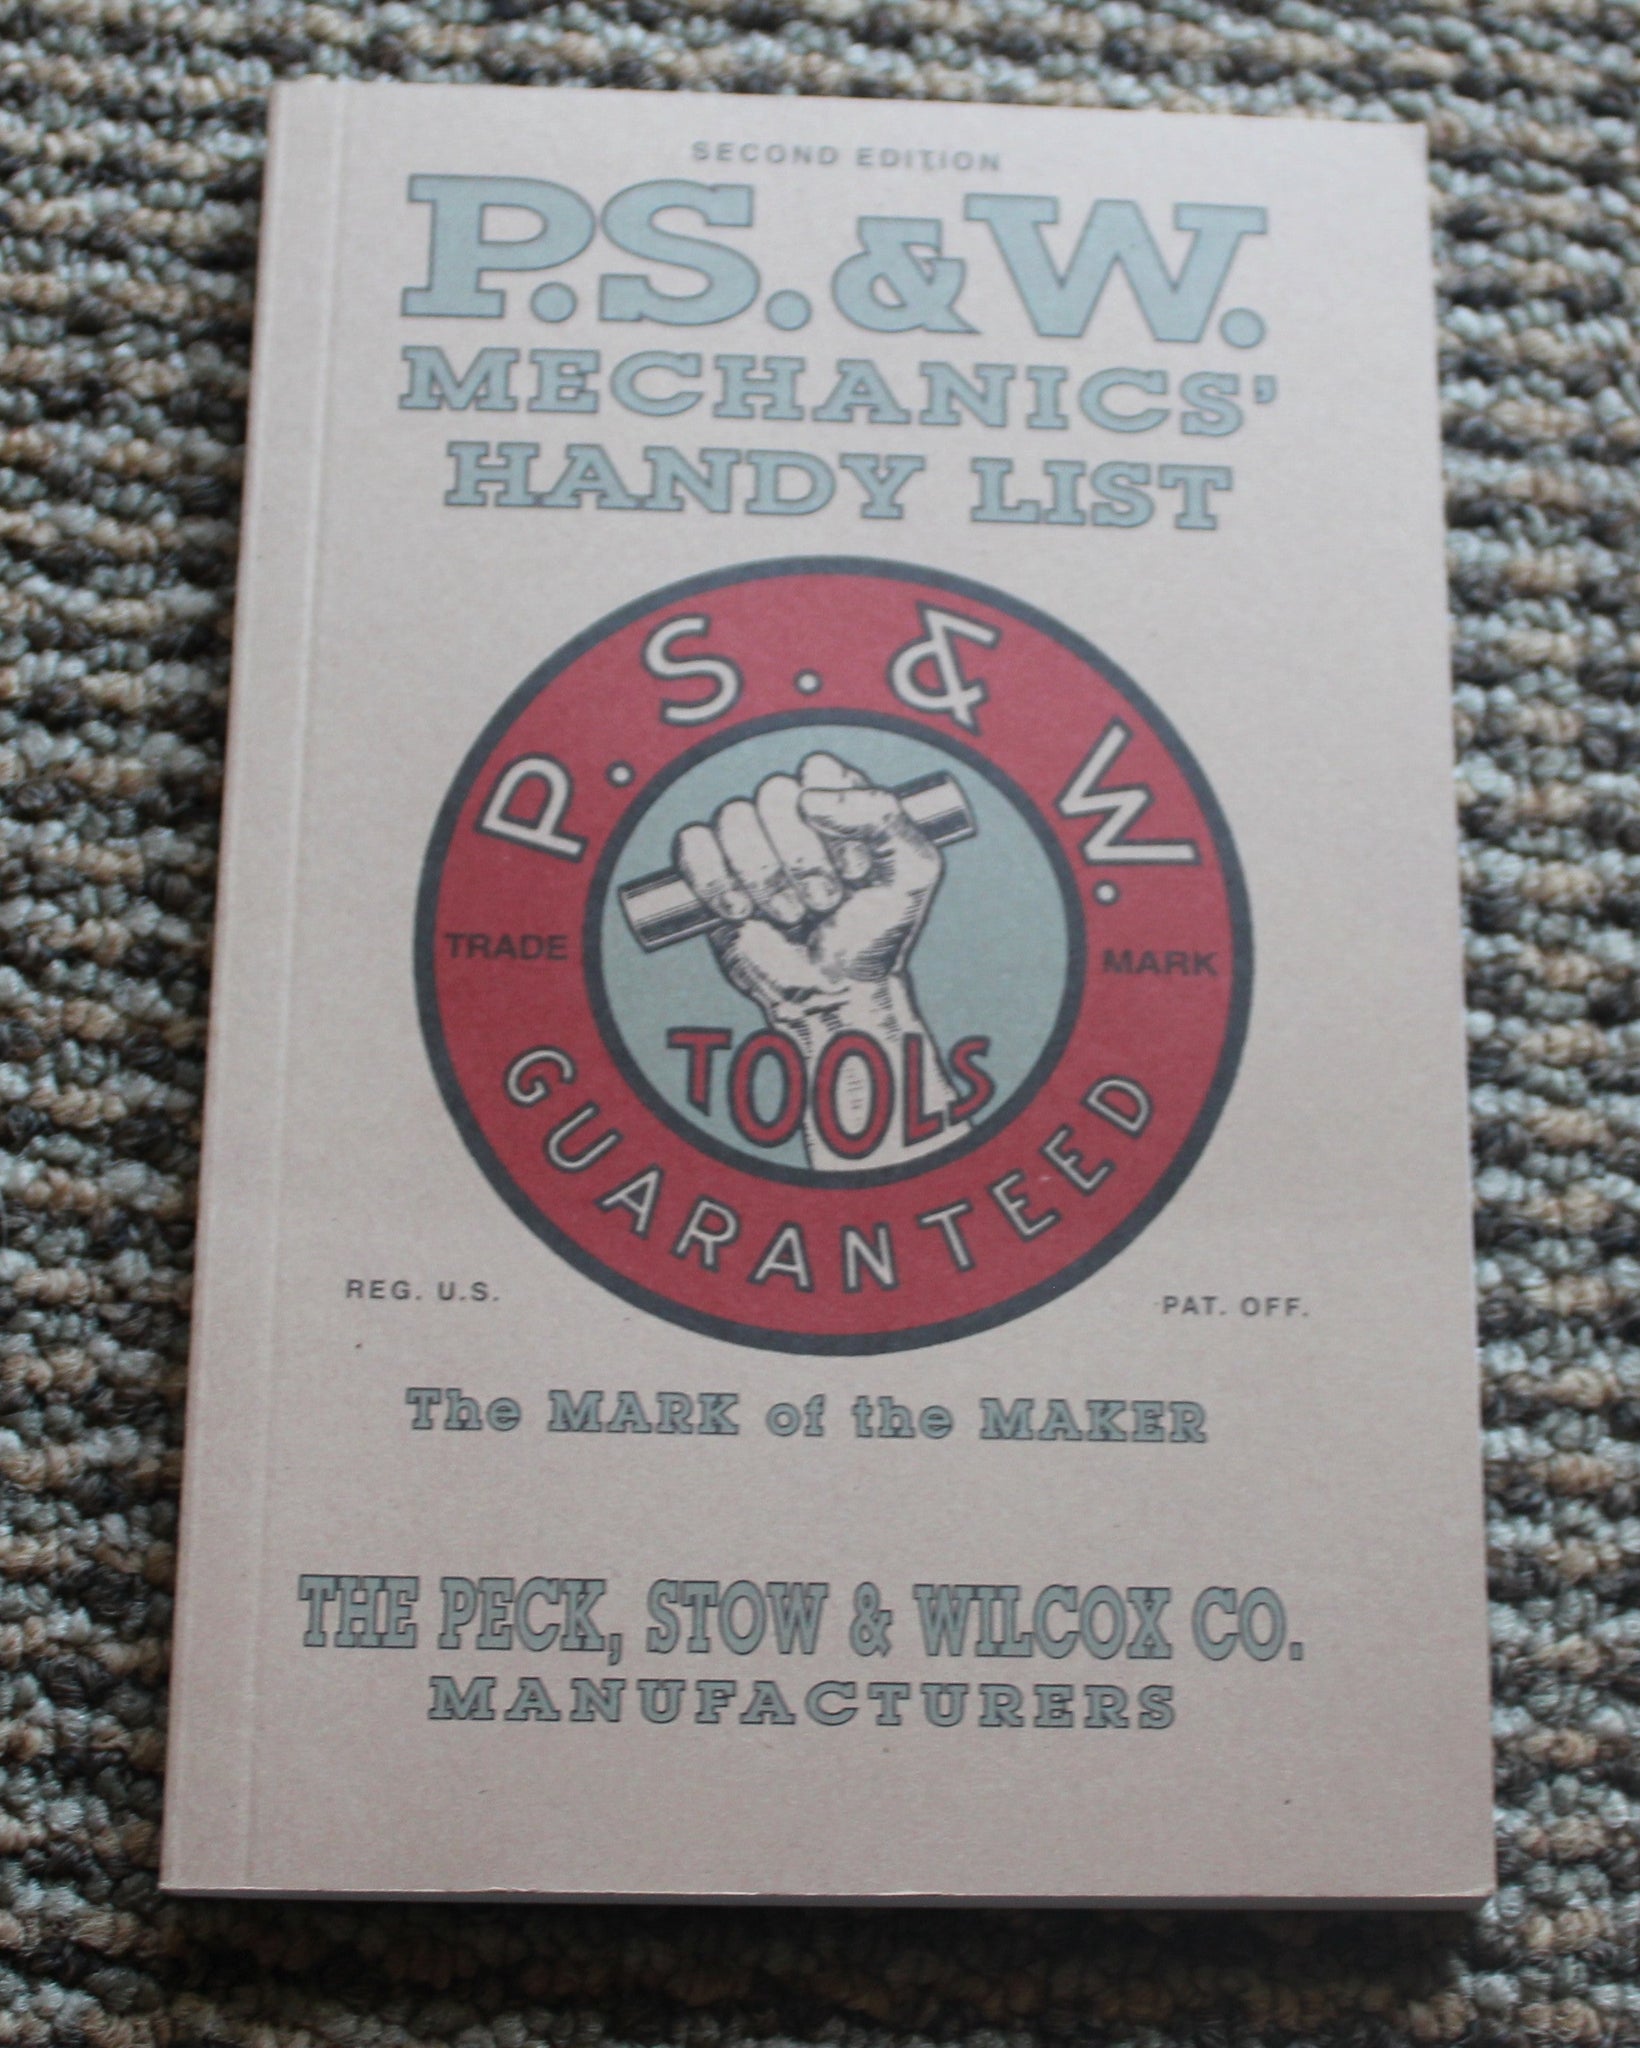 SECOND EDITION
P.S. & W.
MECHANICS'
HANDY LIST
P. S. & W.
TRADE MARK
TOOLS
GUARANTEED
REG. U.S. PAT. OFF.
The MARK of the MAKER
THE PECK, STOW & WILCOX CO.
MANUFACTURERS